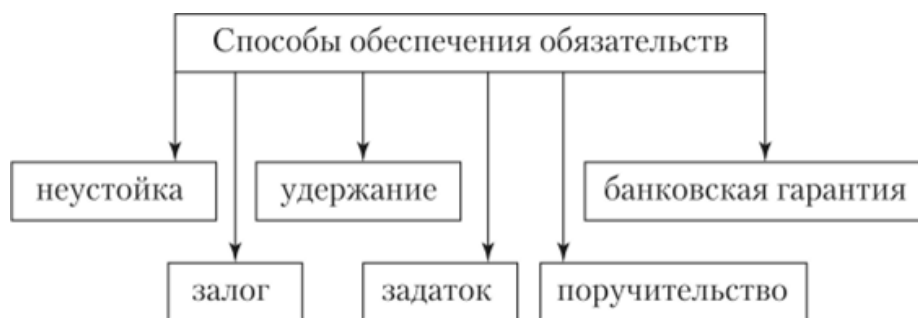 Способы обеспечения обязательств
неустойка
удержание
банковская гарантия
залог
задаток
поручительство